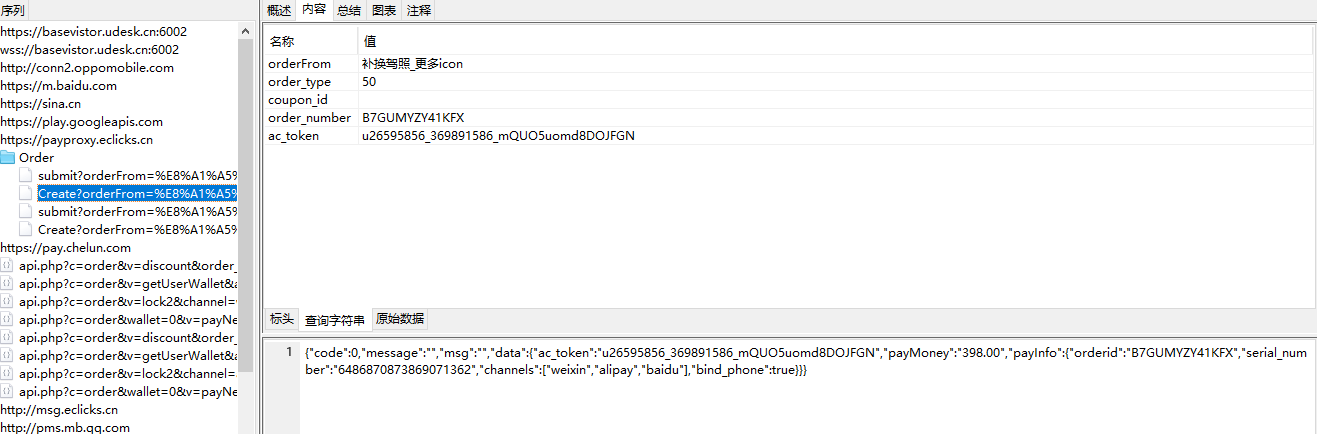 序列
https://basevistor.udesk.cn:6002
wss://basevistor.udesk.cn:6002
http://conn2.oppomobile.com
https://m.baidu.com
https://sina.cn
https://play.googleapis.com
https://payproxy.eclicks.cn
Order
submit?orderFrom=%E8%A1%A5%
Create?orderFrom=%E8%A1%A5%
submit?orderFrom=%E8%A1%A5%
Create?orderFrom=%E8%A1%A5%
https://pay.chelun.com
api.php?c=order&v=discount&order_
api.php?c=order&v=getUserWallet&a
api.php?c=order&v=lock2&channel=
api.php?c=order&wallet=0&v=payNe
api.php?c=order&v=discount&order_
api.php?c=order&v=getUserWallet&a
api.php?c=order&v=lock2&channel=
api.php?c=order&wallet=0&v=payNe
http://msg.eclicks.cn
http://pms.mb.qq.com
概述 内容 总结 图表 注释
名称 值
orderFrom 补换驾照_更多icon
order_type 50
coupon_id
order_number B7GUMYZY41KFX
ac_token u26595856_369891586_mQUO5uomd8DOJFGN
标头 查询字符串 原始数据
1 {"code":0,"message":"","msg":"","data":{"ac_token":"u26595856_369891586_mQUO5uomd8DOJFGN","payMoney":"398.00","payInfo":{"orderid":"B7GUMYZY41KFX","serial_num
ber":"6486870873869071362","channels":["weixin","alipay","baidu"],"bind_phone":true}}}